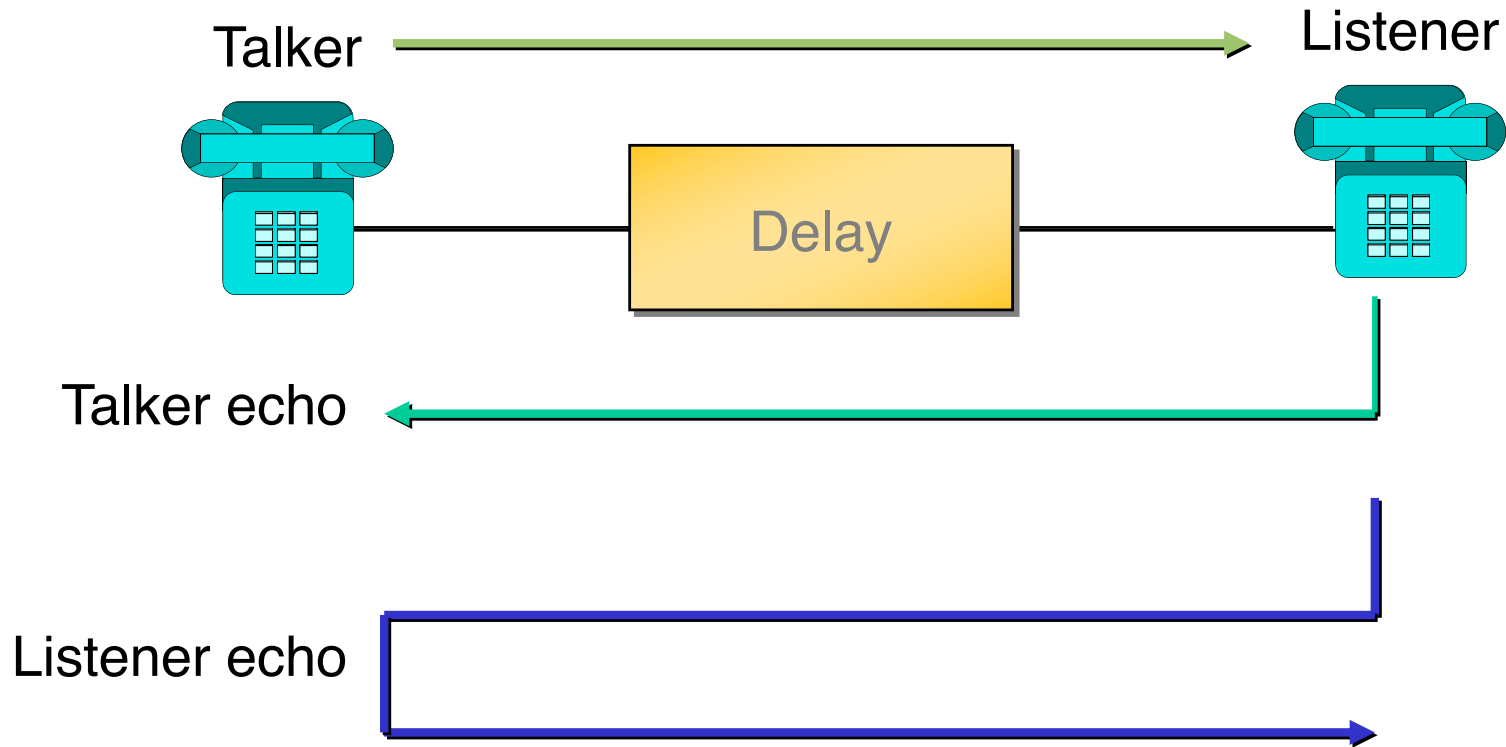 Talker
Listener
Delay
Talker echo
Listener echo